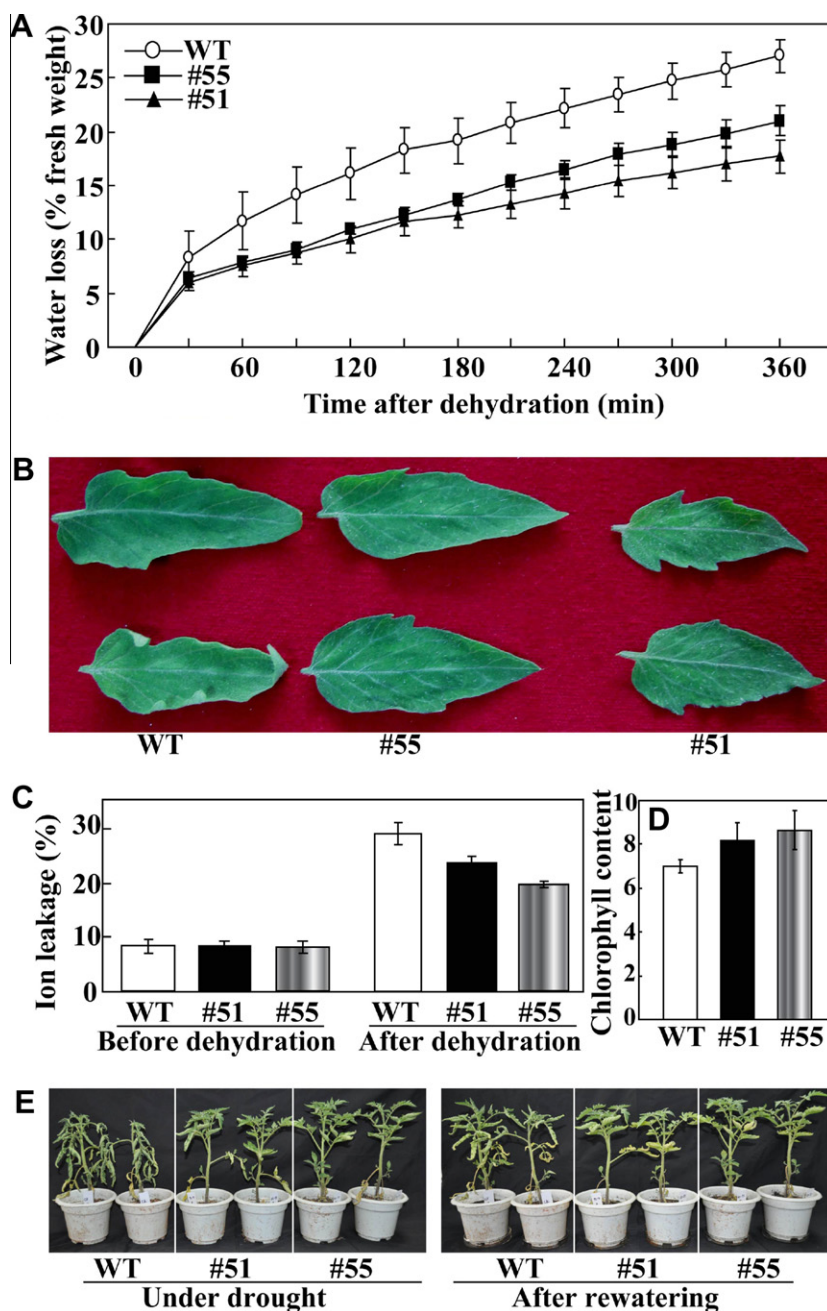 A
30
25
20
15
10
5
0
Water loss (% fresh weight)
WT
#55
#51
0 60 120 180 240 300 360
Time after dehydration (min)
B
WT #55 #51
C
30
20
10
0
Ion leakage (%)
WT #51 #55 WT #51 #55
Before dehydration After dehydration
D
10
8
6
4
2
0
Chlorophyll content
WT #51 #55
E
WT #51 #55 WT #51 #55
Under drought After rewatering